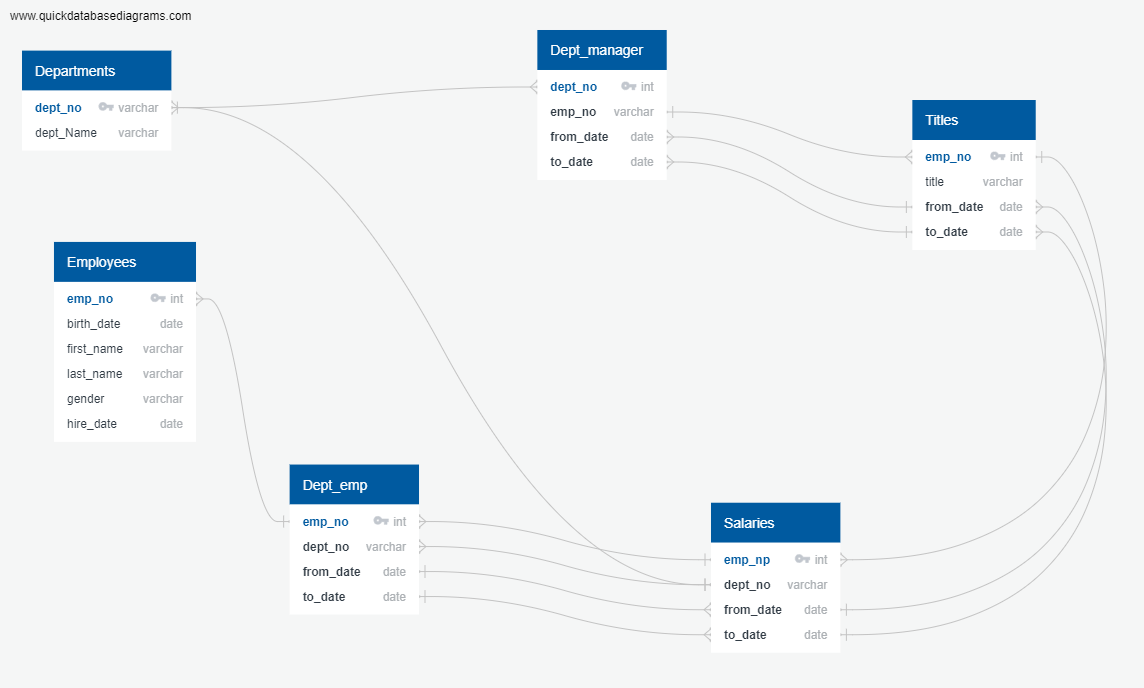 www.quickdatabasediagrams.com
Departments
dept_no varchar
dept_Name varchar
Dept_manager
dept_no int
emp_no varchar
from_date date
to_date date
Titles
emp_no int
title varchar
from_date date
to_date date
Employees
emp_no int
birth_date date
first_name varchar
last_name varchar
gender varchar
hire_date date
Dept_emp
emp_no int
dept_no varchar
from_date date
to_date date
Salaries
emp_np int
dept_no varchar
from_date date
to_date date